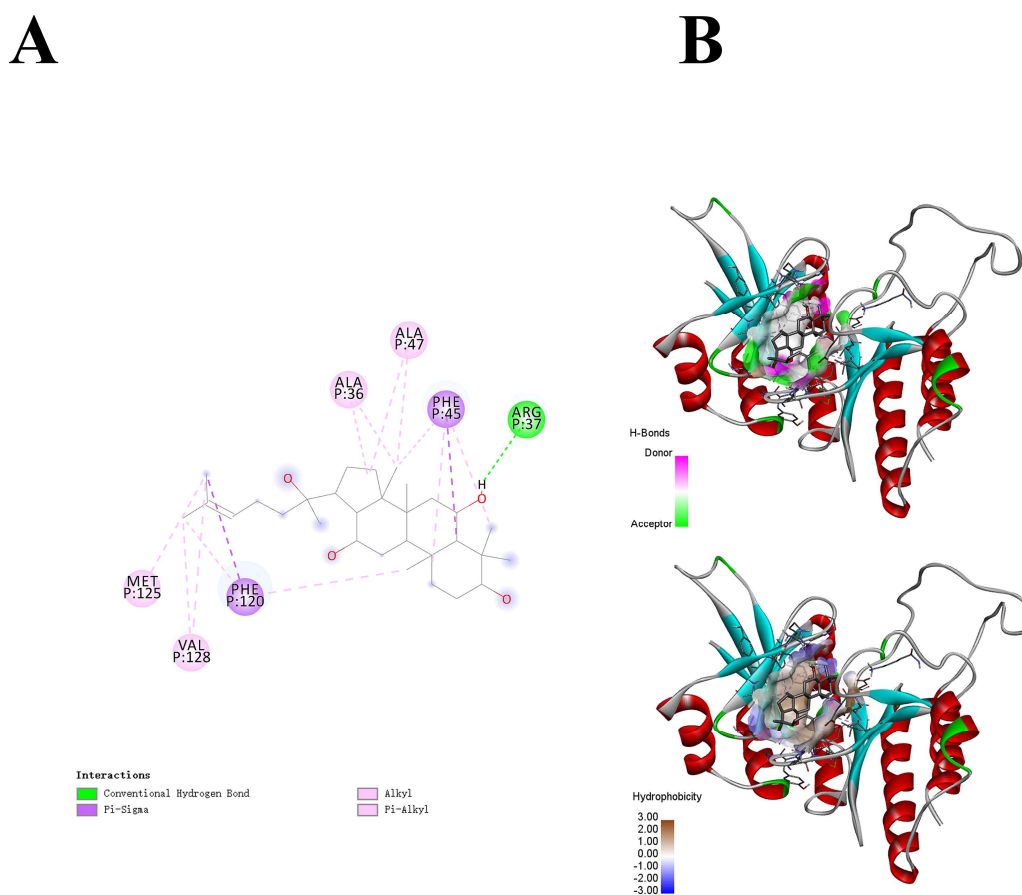 A
B
ALA
P:47
ALA
P:36
PHE
P:45
ARG
P:37
H
O
O
O
O
MET
P:125
PHE
P:120
VAL
P:128
Interactions
Conventional Hydrogen Bond
Pi-Sigma
Alkyl
Pi-Alkyl
H-Bonds
Donor
Acceptor
Hydrophobicity
3.00
2.00
1.00
0.00
-1.00
-2.00
-3.00